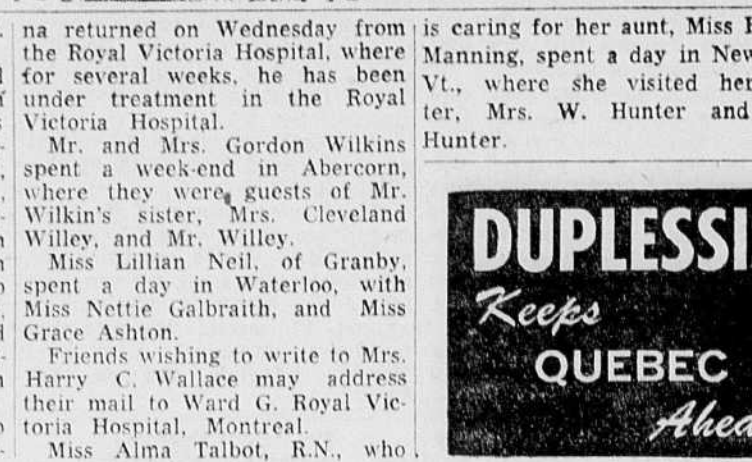 na returned on Wednesday from
the Royal Victoria Hospital, where
for several weeks, he has been
under treatment in the Royal
Victoria Hospital.
Mr. and Mrs. Gordon Wilkins
spent a week-end in Abercorn,
where they were guests of Mr.
Wilkin's sister, Mrs. Cleveland
Willey, and Mr. Willey.
Miss Lillian Neil, of Granby,
spent a day in Waterloo, with
Miss Nettie Galbraith, and Miss
Grace Ashton.
Friends wishing to write to Mrs.
Harry C. Wallace may address
their mail to Ward G. Royal Vic-
toria Hospital, Montreal.
Miss Alma Talbot, R.N., who
is caring for her aunt, Miss
Manning, spent a day in New
Vt., where she visited her
ter, Mrs. W. Hunter and
Hunter.
DUPLESSI
Keeps
QUEBEC
Ahea